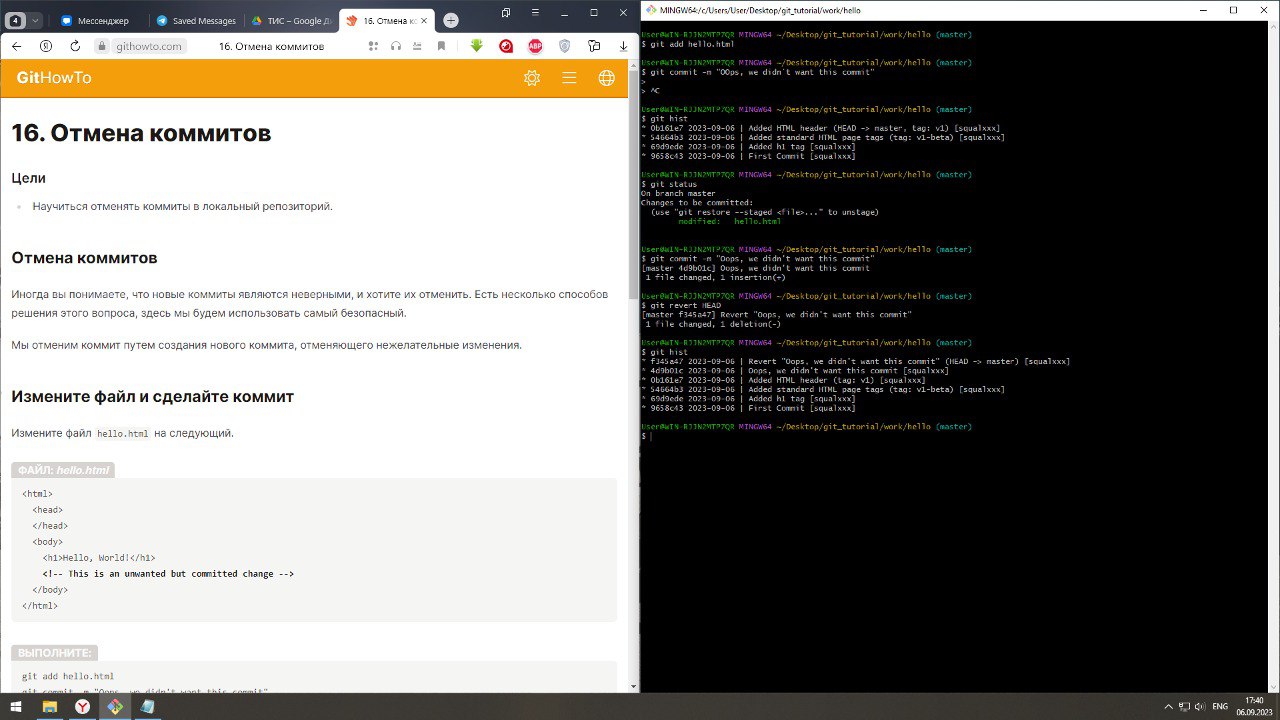 4
Мессенджер
Saved Messages
ТИС – Google Д
16. Отмена кс
githowto.com
16. Отмена коммитов
ABP
GitHowTo
16. Отмена коммитов
Цели
Научиться отменять коммиты в локальный репозиторий.
Отмена коммитов
Иногда вы понимаете, что новые коммиты являются неверными, и хотите их отменить. Есть несколько способов
решения этого вопроса, здесь мы будем использовать самый безопасный.
Мы отменим коммит путем создания нового коммита, отменяющего нежелательные изменения.
Измените файл и сделайте коммит
Измените файл hello.html на следующий.
ФАЙЛ: hello.html
<html>
  <head>
  </head>
  <body>
    <h1>Hello, World!</h1>
    <!-- This is an unwanted but committed change -->
  </body>
</html>
ВЫПОЛНИТЕ:
git add hello.html
git commit -m "Oops, we didn't want this commit"
MINGW64:/c/Users/User/Desktop/git_tutorial/work/hello
User@WIN-RJJN2MTP7QR MINGW64 ~/Desktop/git_tutorial/work/hello (master)
$ git add hello.html
User@WIN-RJJN2MTP7QR MINGW64 ~/Desktop/git_tutorial/work/hello (master)
$ git commit -m "OOps, we didn't want this commit"
>
> ^C
User@WIN-RJJN2MTP7QR MINGW64 ~/Desktop/git_tutorial/work/hello (master)
$ git hist
* 0b161e7 2023-09-06 | Added HTML header (HEAD -> master, tag: v1) [squalxxx]
* 54664b3 2023-09-06 | Added standard HTML page tags (tag: v1-beta) [squalxxx]
* 69d9ede 2023-09-06 | Added h1 tag [squalxxx]
* 9658c43 2023-09-06 | First Commit [squalxxx]
User@WIN-RJJN2MTP7QR MINGW64 ~/Desktop/git_tutorial/work/hello (master)
$ git status
On branch master
Changes to be committed:
  (use "git restore --staged <file>..." to unstage)
        modified:   hello.html
User@WIN-RJJN2MTP7QR MINGW64 ~/Desktop/git_tutorial/work/hello (master)
$ git commit -m "Oops, we didn't want this commit"
[master 4d9b01c] Oops, we didn't want this commit
 1 file changed, 1 insertion(+)
User@WIN-RJJN2MTP7QR MINGW64 ~/Desktop/git_tutorial/work/hello (master)
$ git revert HEAD
[master f345a47] Revert "Oops, we didn't want this commit"
 1 file changed, 1 deletion(-)
User@WIN-RJJN2MTP7QR MINGW64 ~/Desktop/git_tutorial/work/hello (master)
$ git hist
* f345a47 2023-09-06 | Revert "Oops, we didn't want this commit" (HEAD -> master) [squalxxx]
* 4d9b01c 2023-09-06 | Oops, we didn't want this commit [squalxxx]
* 0b161e7 2023-09-06 | Added HTML header (tag: v1) [squalxxx]
* 54664b3 2023-09-06 | Added standard HTML page tags (tag: v1-beta) [squalxxx]
* 69d9ede 2023-09-06 | Added h1 tag [squalxxx]
* 9658c43 2023-09-06 | First Commit [squalxxx]
User@WIN-RJJN2MTP7QR MINGW64 ~/Desktop/git_tutorial/work/hello (master)
$
ENG
17:40
06.09.2023